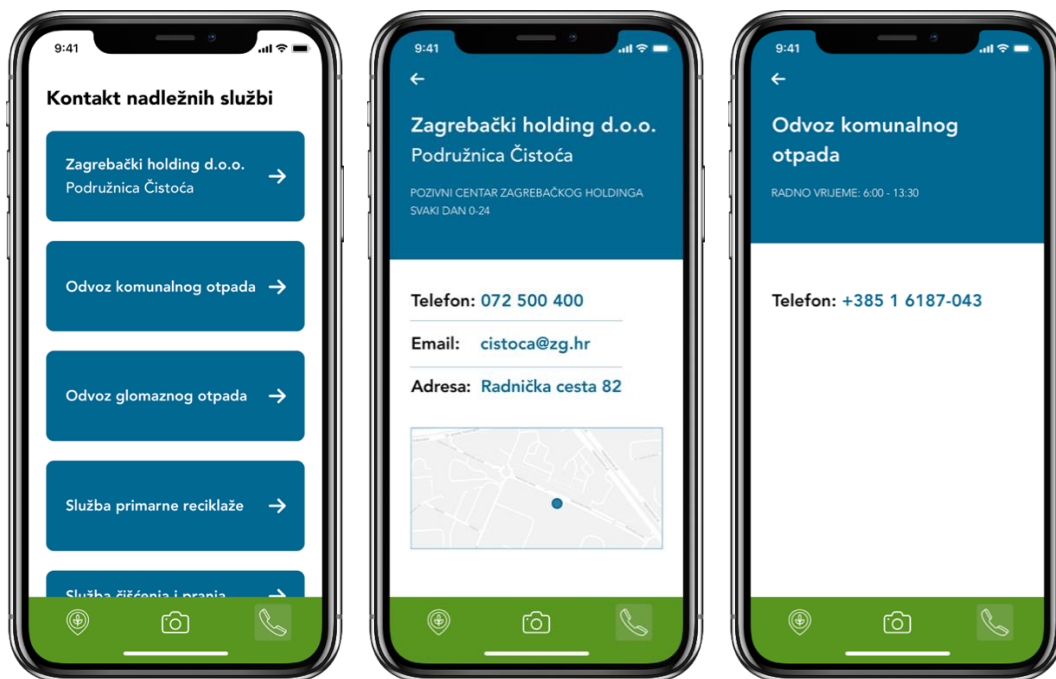 9:41
Kontakt nadležnih službi
Zagrebački holding d.o.o.
Podružnica Čistoća
Odvoz komunalnog otpada
Odvoz glomaznog otpada
Služba primarne reciklaže
Služba čišćenja i pranja
9:41
Zagrebački holding d.o.o.
Podružnica Čistoća
POZIVNI CENTAR ZAGREBAČKOG HOLDINGA
SVAKI DAN 0-24
Telefon: 072 500 400
Email: cistoca@zg.hr
Adresa: Radnička cesta 82
9:41
Odvoz komunalnog
otpada
RADNO VRIJEME: 6:00 - 13:30
Telefon: +385 1 6187-043